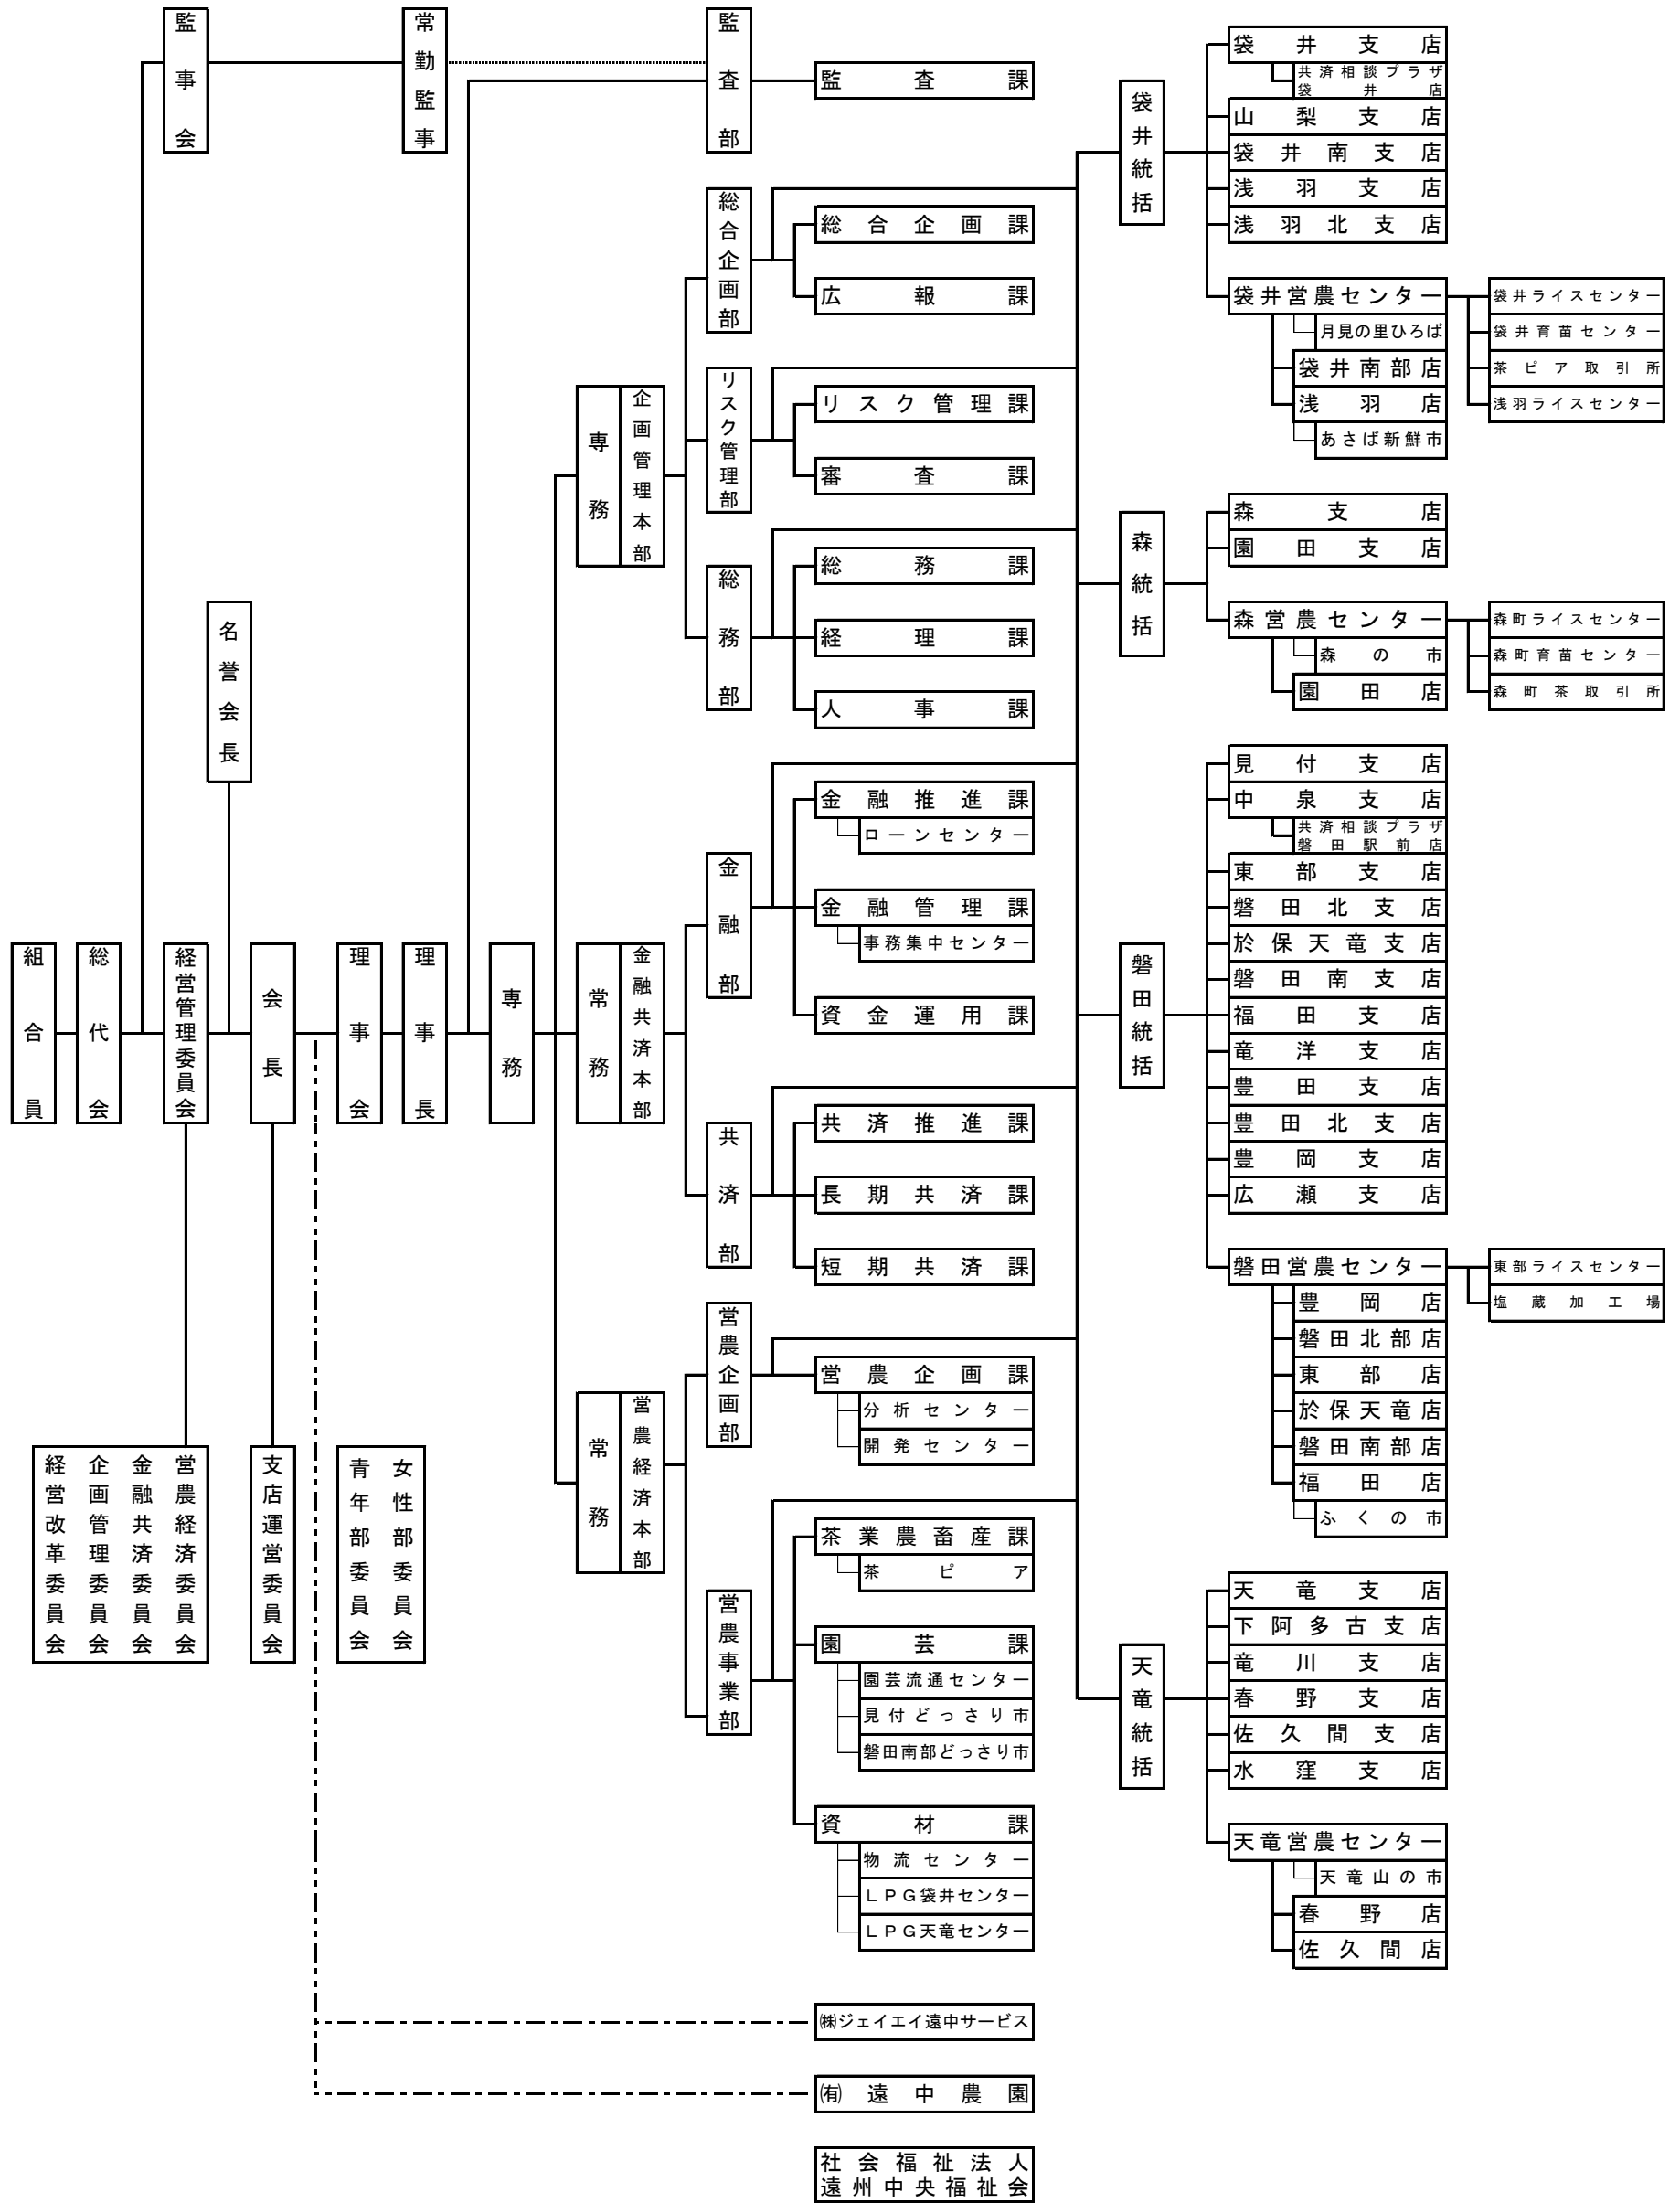 組合員
総代会
監事会
常勤監事
監査部
監査課
名誉会長
経営管理委員会
会長
理事会
理事長
専務
経営改革委員会
企画管理委員会
金融共済委員会
営農経済委員会
支店運営委員会
青年部委員会
女性部委員会
専務
企画管理本部
総合企画部
総合企画課
広報課
リスク管理部
リスク管理課
審査課
総務部
総務課
経理課
人事課
常務
金融共済本部
金融部
金融推進課
ローンセンター
金融管理課
事務集中センター
資金運用課
共済部
共済推進課
長期共済課
短期共済課
常務
営農経済本部
営農企画部
営農企画課
分析センター
開発センター
営農事業部
茶業農畜産課
茶ピア
園芸課
園芸流通センター
見付どっさり市
磐田南部どっさり市
資材課
物流センター
LPG袋井センター
LPG天竜センター
㈱ジェイエイ遠中サービス
㈲遠中農園
社会福祉法人
遠州中央福祉会
袋井統括
袋井支店
共済相談プラザ
袋井店
山梨支店
袋井南支店
浅羽支店
浅羽北支店
袋井営農センター
月見の里ひろば
袋井南部店
浅羽店
あさば新鮮市
袋井ライスセンター
袋井育苗センター
茶ピア取引所
浅羽ライスセンター
森統括
森支店
園田支店
森営農センター
森の市
園田店
森町ライスセンター
森町育苗センター
森町茶取引所
磐田統括
見付支店
中泉支店
共済相談プラザ
磐田駅前店
東部支店
磐田北支店
於保天竜支店
磐田南支店
福田支店
竜洋支店
豊田支店
豊田北支店
豊岡支店
広瀬支店
磐田営農センター
豊岡店
磐田北部店
東部店
於保天竜店
磐田南部店
福田店
ふくの市
東部ライスセンター
塩蔵加工場
天竜統括
天竜支店
下阿多古支店
竜川支店
春野支店
佐久間支店
水窪支店
天竜営農センター
天竜山の市
春野店
佐久間店